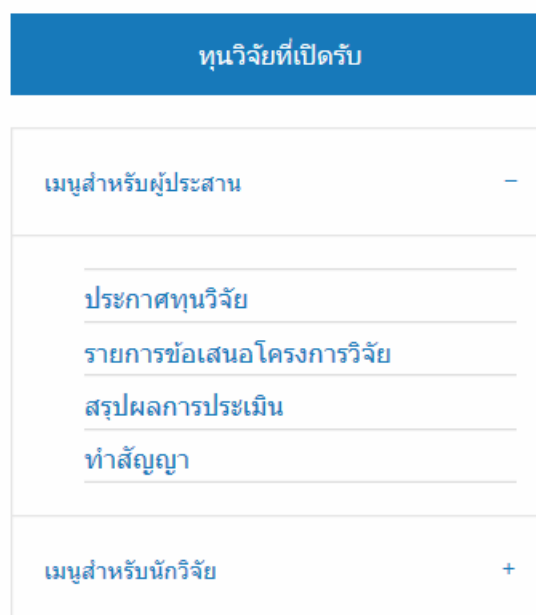 ทุนวิจัยที่เปิดรับ
เมนูสำหรับผู้ประสาน −
ประกาศทุนวิจัย
รายการข้อเสนอโครงการวิจัย
สรุปผลการประเมิน
ทำสัญญา
เมนูสำหรับนักวิจัย +